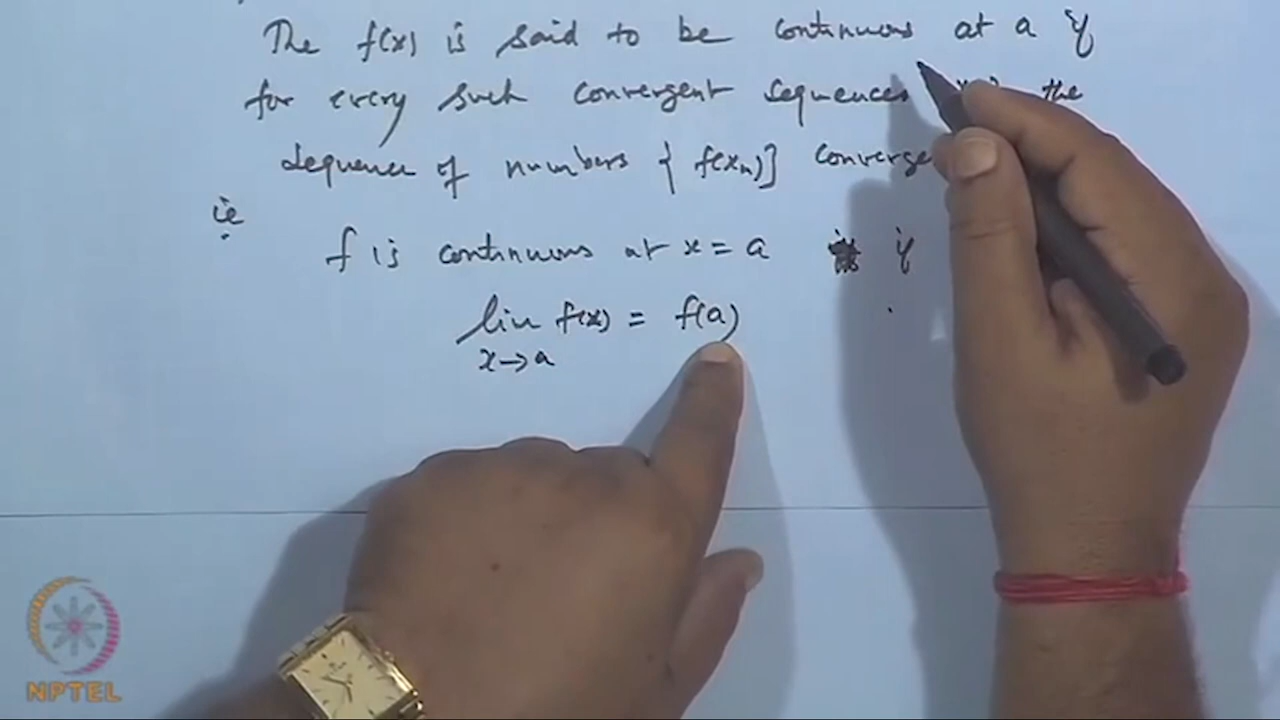 The f(x) is said to be continuous at a if
for every such convergent sequences the
sequence of numbers { f(xn)} converge
ie
f is continuous at x = a if
lim f(x) = f(a)
x→a
NPTEL